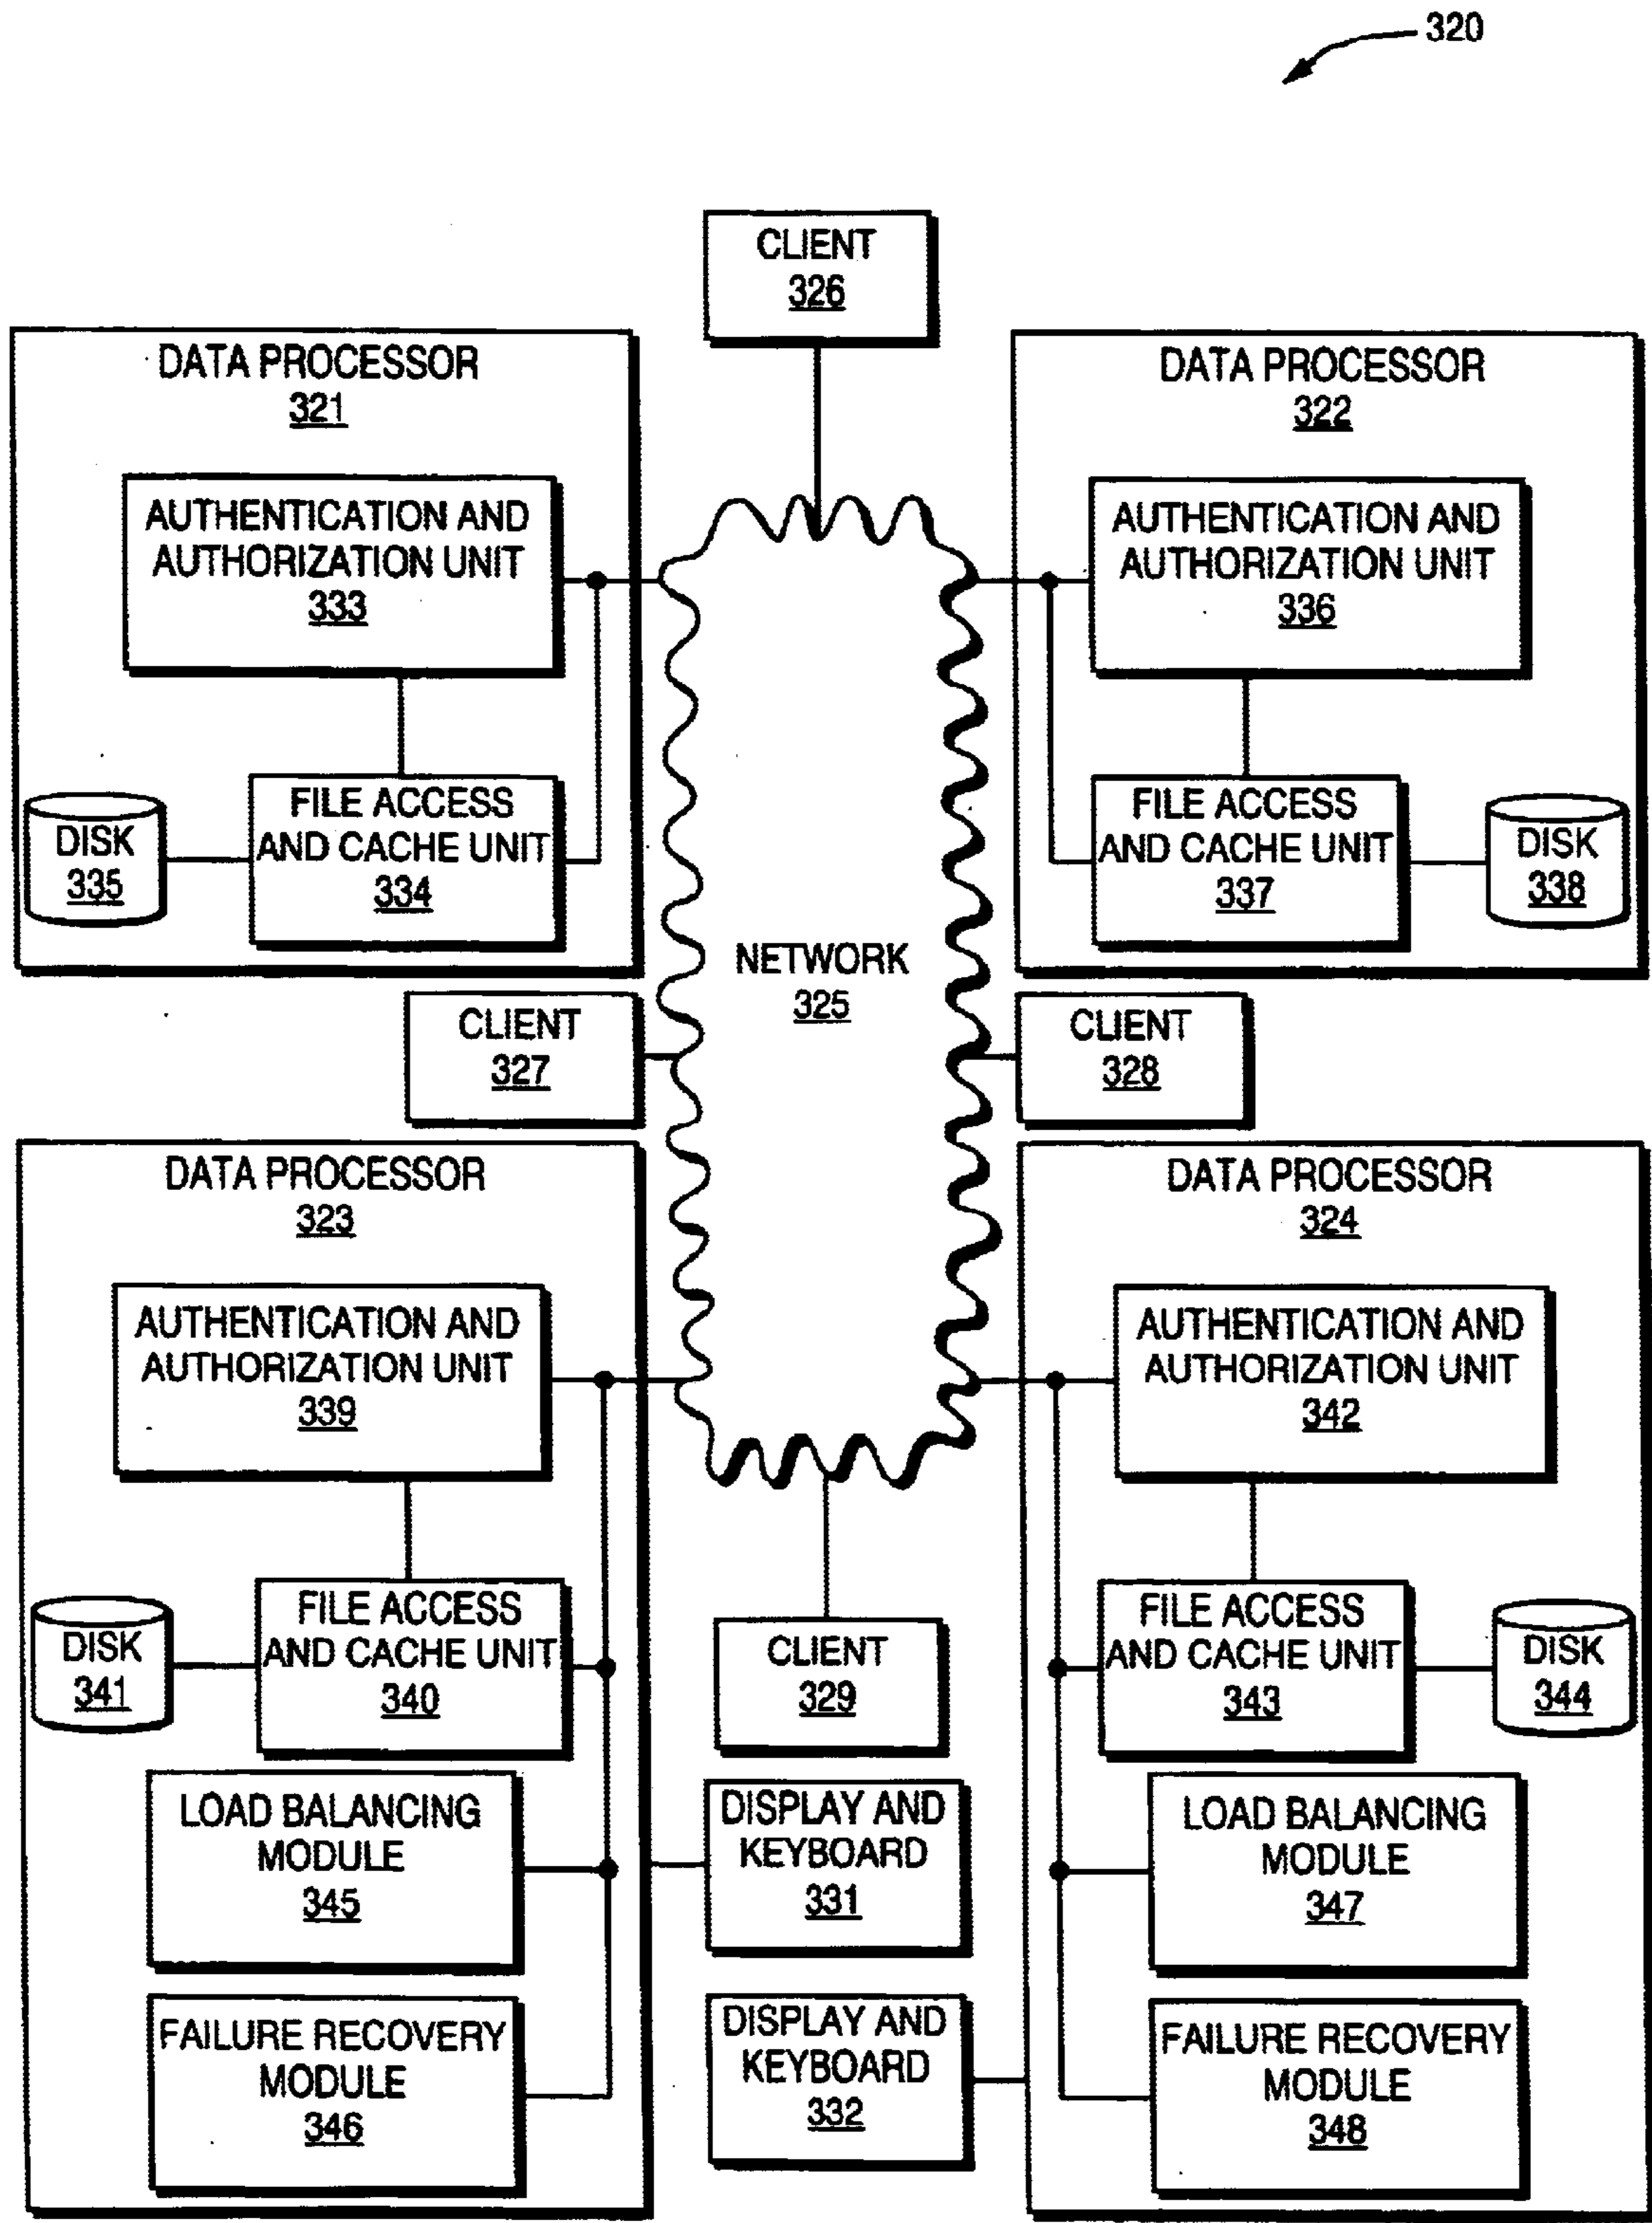 320
CLIENT
326
DATA PROCESSOR
321
AUTHENTICATION AND
AUTHORIZATION UNIT
333
FILE ACCESS
AND CACHE UNIT
334
DISK
335
DATA PROCESSOR
322
AUTHENTICATION AND
AUTHORIZATION UNIT
336
FILE ACCESS
AND CACHE UNIT
337
DISK
338
NETWORK
325
CLIENT
327
CLIENT
328
DATA PROCESSOR
323
AUTHENTICATION AND
AUTHORIZATION UNIT
339
FILE ACCESS
AND CACHE UNIT
340
DISK
341
LOAD BALANCING
MODULE
345
FAILURE RECOVERY
MODULE
346
CLIENT
329
DISPLAY AND
KEYBOARD
331
DISPLAY AND
KEYBOARD
332
DATA PROCESSOR
324
AUTHENTICATION AND
AUTHORIZATION UNIT
342
FILE ACCESS
AND CACHE UNIT
343
DISK
344
LOAD BALANCING
MODULE
347
FAILURE RECOVERY
MODULE
348